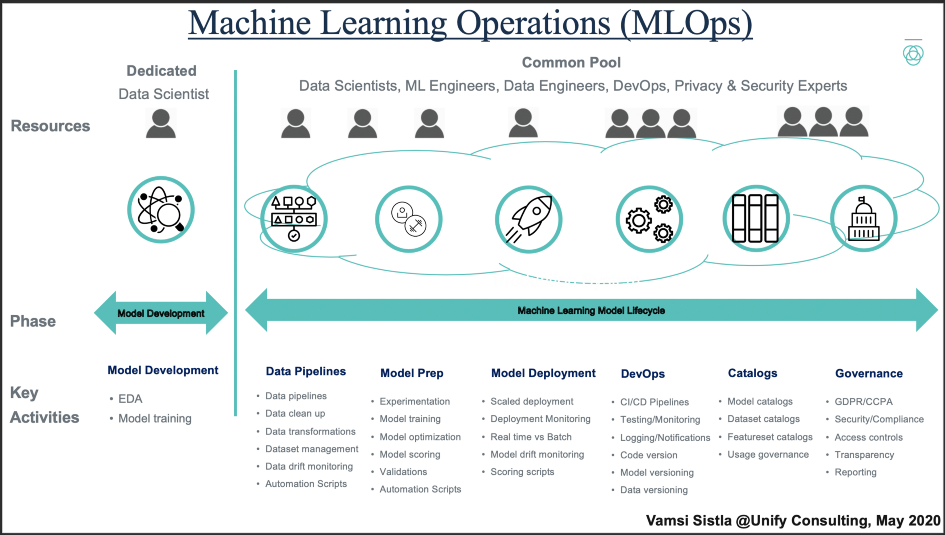 Machine Learning Operations (MLOps)
Dedicated
Data Scientist
Common Pool
Data Scientists, ML Engineers, Data Engineers, DevOps, Privacy & Security Experts
Resources
Phase
Model Development
Machine Learning Model Lifecycle
Key
Activities
Model Development
• EDA
• Model training
Data Pipelines
• Data pipelines
• Data clean up
• Data transformations
• Dataset management
• Data drift monitoring
• Automation Scripts
Model Prep
• Experimentation
• Model training
• Model optimization
• Model scoring
• Validations
• Automation Scripts
Model Deployment
• Scaled deployment
• Deployment Monitoring
• Real time vs Batch
• Model drift monitoring
• Scoring scripts
DevOps
• CI/CD Pipelines
• Testing/Monitoring
• Logging/Notifications
• Code version
• Model versioning
• Data versioning
Catalogs
• Model catalogs
• Dataset catalogs
• Featureset catalogs
• Usage governance
Governance
• GDPR/CCPA
• Security/Compliance
• Access controls
• Transparency
• Reporting
Vamsi Sistla @Unify Consulting, May 2020